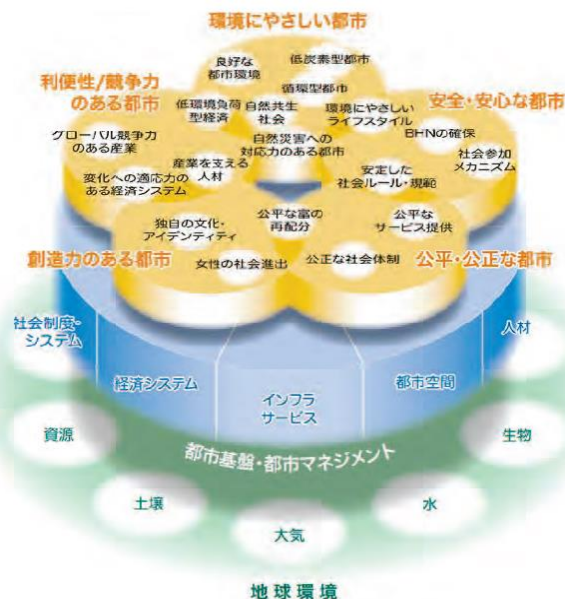 環境にやさしい都市
良好な
都市環境
低炭素型都市
循環型都市
利便性/競争力
のある都市
低環境負荷
型経済
自然共生
社会
環境にやさしい
ライフスタイル
安全・安心な都市
グローバル競争力
のある産業
自然災害への
対応力のある都市
BHNの確保
産業を支える
人材
社会参加
メカニズム
変化への適応力の
ある経済システム
安定した
社会ルール・規範
独自の文化・
アイデンティティ
公平な富の
再配分
公平な
サービス提供
創造力のある都市
女性の社会進出
公正な社会体制
公平・公正な都市
社会制度・
システム
経済システム
インフラ
サービス
都市空間
人材
都市基盤・都市マネジメント
資源
土壌
大気
水
生物
地球環境